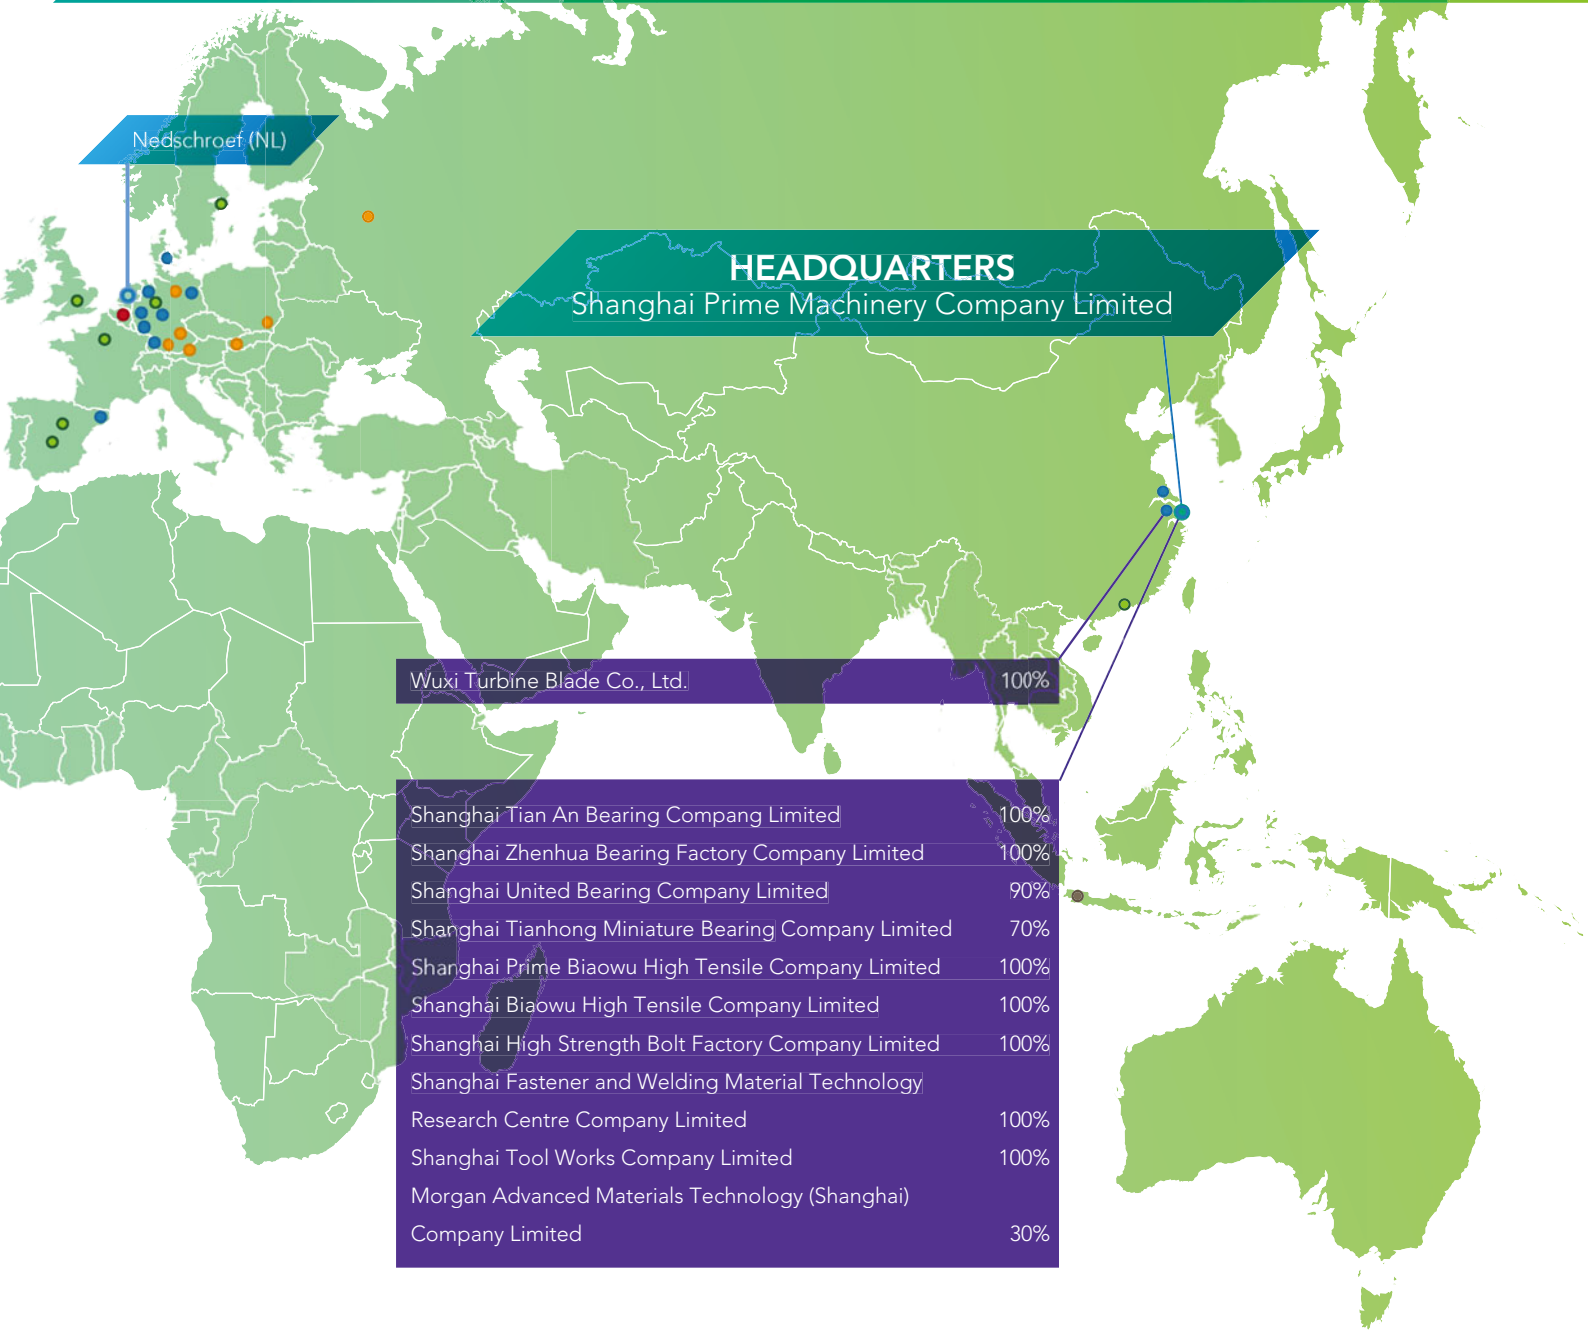 Nedschroef (NL)
HEADQUARTERS
Shanghai Prime Machinery Company Limited
Wuxi Turbine Blade Co., Ltd. 100%
Shanghai Tian An Bearing Compang Limited 100%
Shanghai Zhenhua Bearing Factory Company Limited 100%
Shanghai United Bearing Company Limited 90%
Shanghai Tianhong Miniature Bearing Company Limited 70%
Shanghai Prime Biaowu High Tensile Company Limited 100%
Shanghai Biaowu High Tensile Company Limited 100%
Shanghai High Strength Bolt Factory Company Limited 100%
Shanghai Fastener and Welding Material Technology
Research Centre Company Limited 100%
Shanghai Tool Works Company Limited 100%
Morgan Advanced Materials Technology (Shanghai)
Company Limited 30%